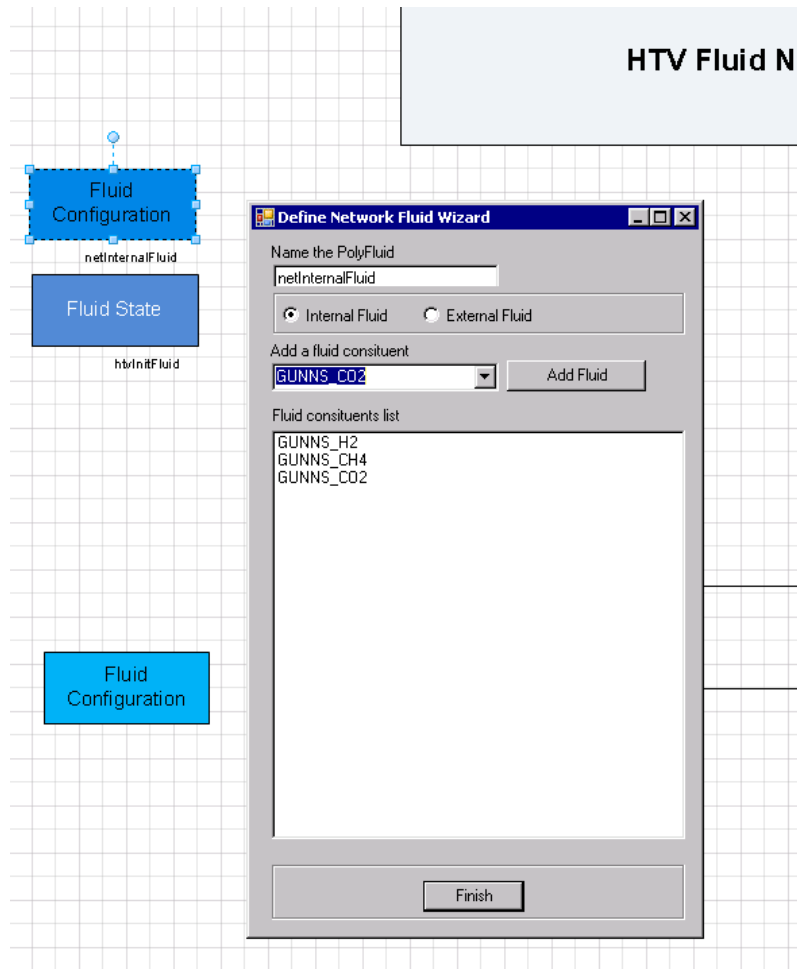 HTV Fluid N
Fluid
Configuration
netInternalFluid
Fluid State
htvInitFluid
Define Network Fluid Wizard
Name the PolyFluid
netInternalFluid
Internal Fluid External Fluid
Add a fluid consituent
GUNNS_CO2 Add Fluid
Fluid consituents list
GUNNS_H2
GUNNS_CH4
GUNNS_CO2
Finish
Fluid
Configuration